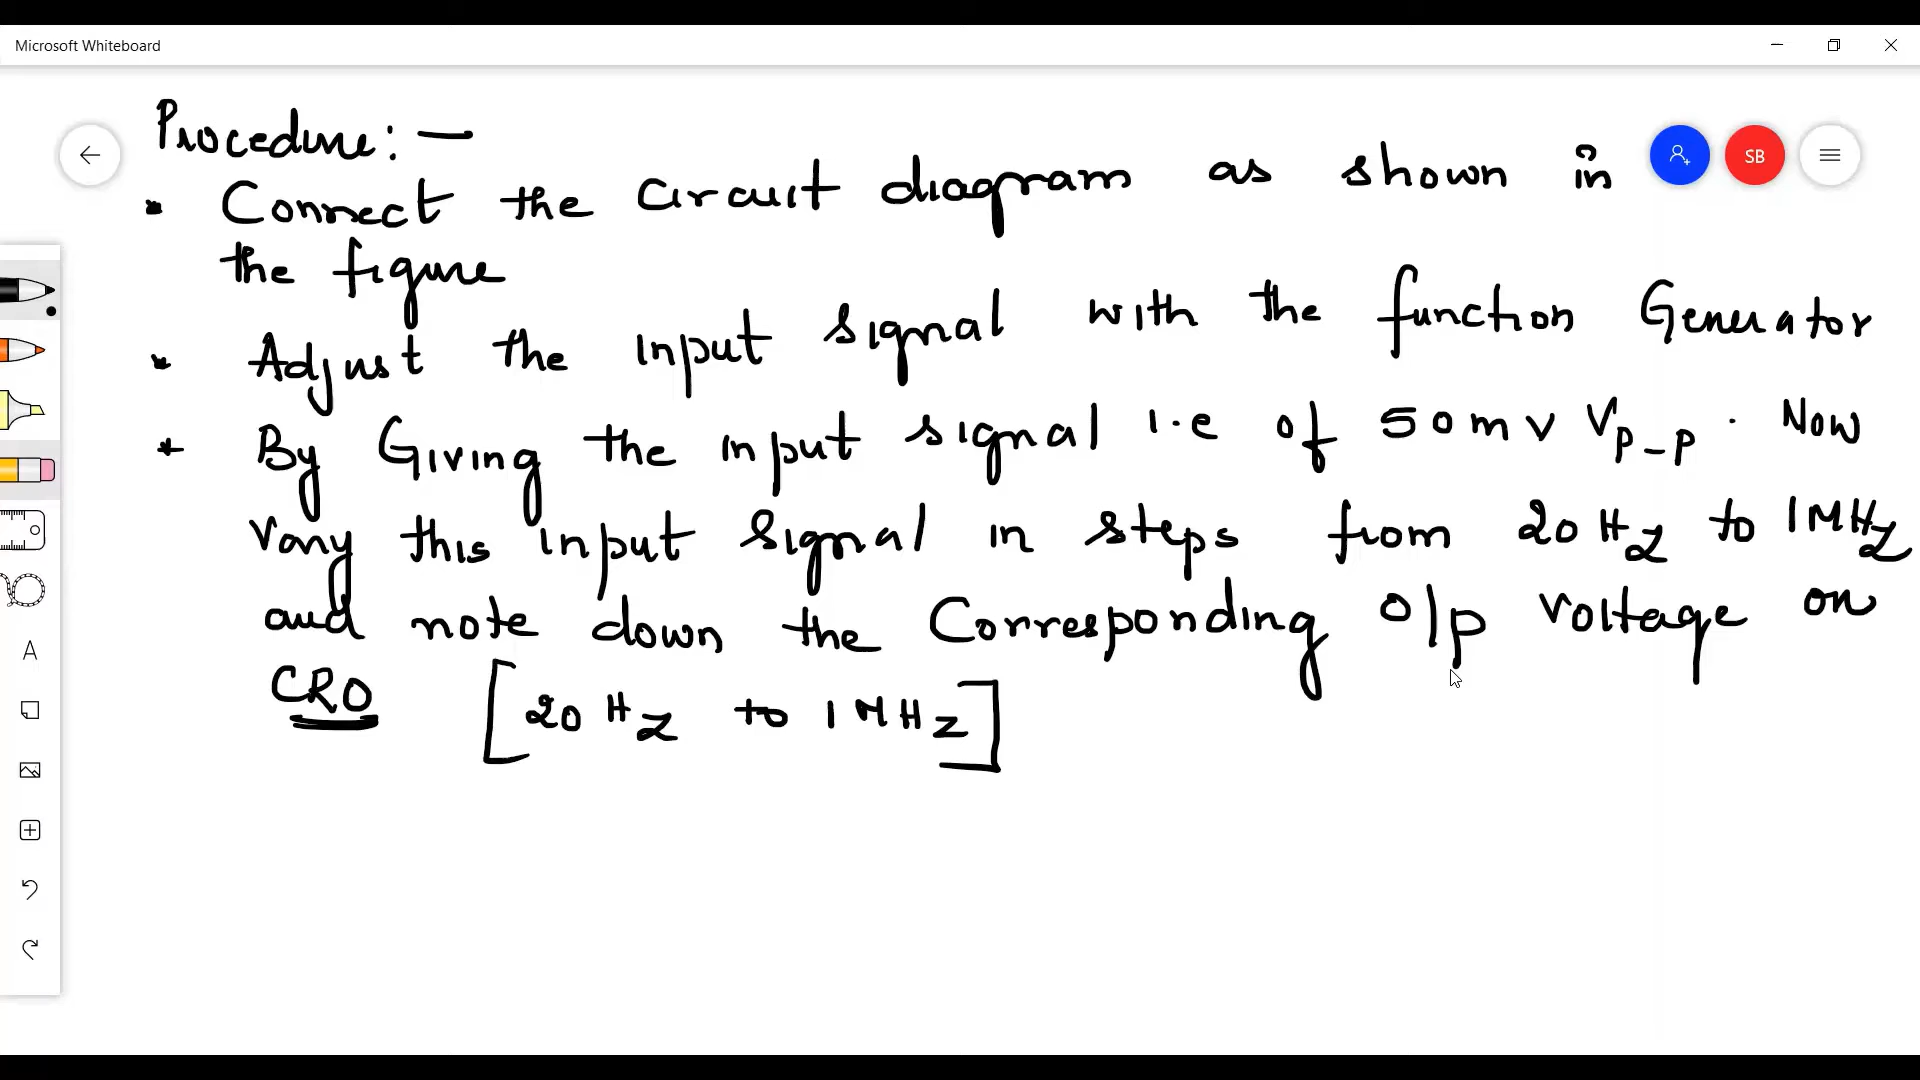 Microsoft Whiteboard
Procedure:-
* Connect the circuit diagram as shown in
the figure
* Adjust the input signal with the function Generator
* By Giving the input signal i.e of 50mv Vp-p. Now
Vary this input signal in steps from 20Hz to 1MHz
and note down the Corresponding o/p voltage on
CRO [20Hz to 1MHz]
SB
A